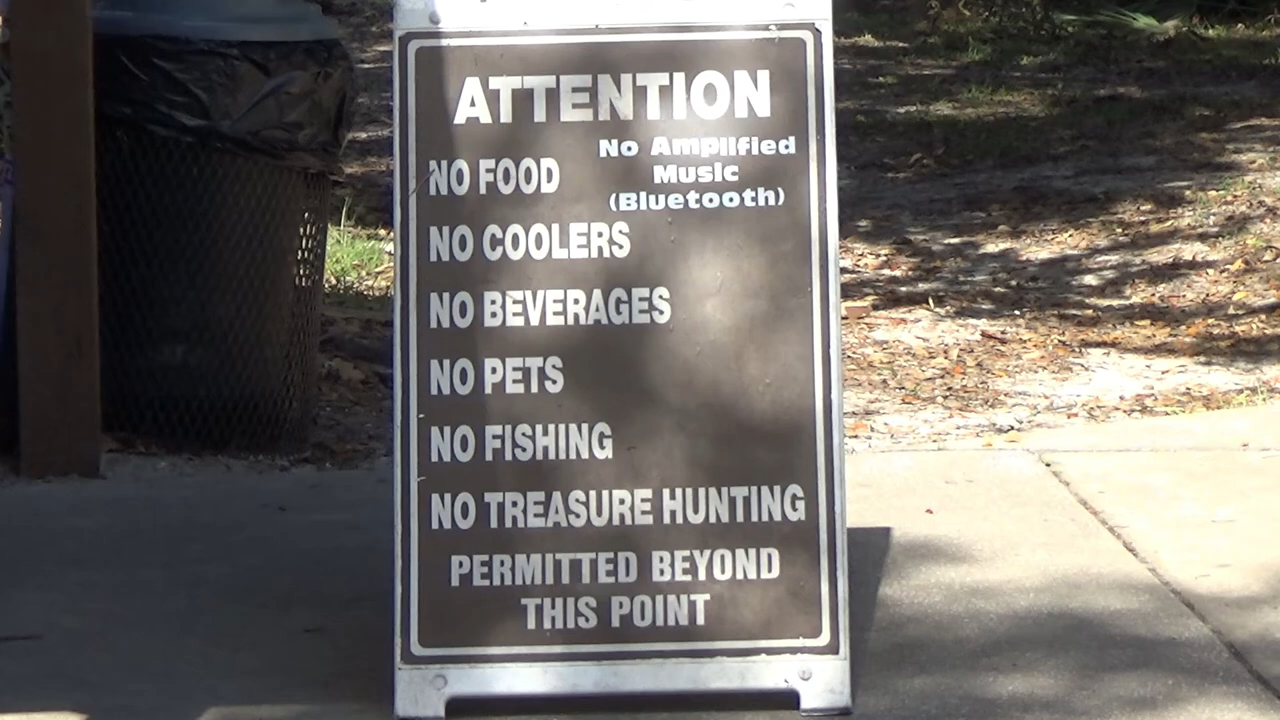 ATTENTION
NO FOOD
No Amplified
Music
(Bluetooth)
NO COOLERS
NO BEVERAGES
NO PETS
NO FISHING
NO TREASURE HUNTING
PERMITTED BEYOND
THIS POINT